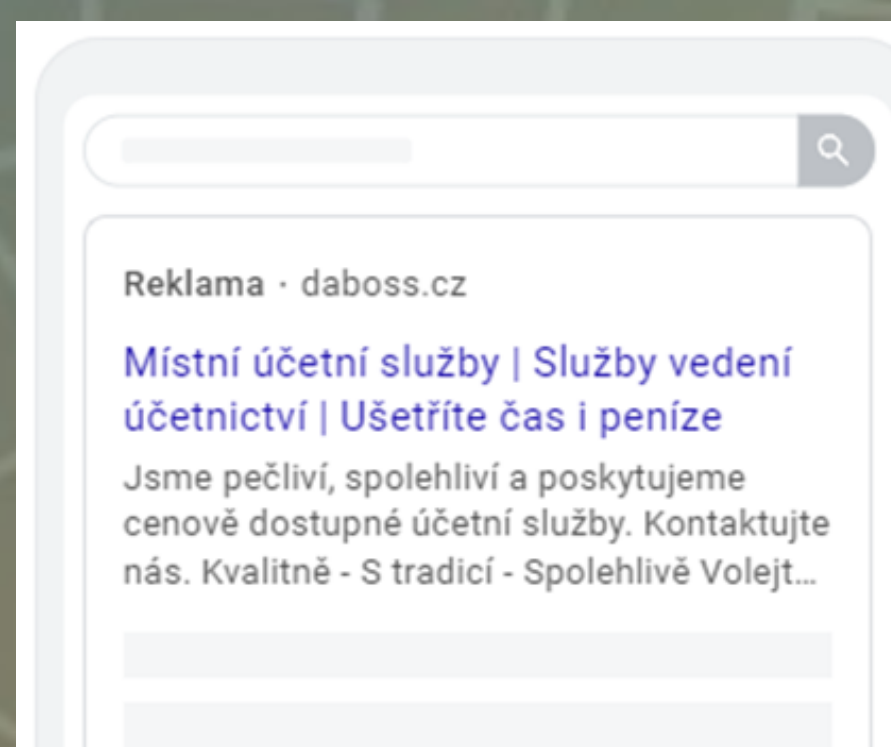 Reklama · daboss.cz
Místní účetní služby | Služby vedení
účetnictví | Ušetříte čas i peníze
Jsme pečliví, spolehliví a poskytujeme
cenově dostupné účetní služby. Kontaktujte
nás. Kvalitně - S tradicí - Spolehlivě Volejt...